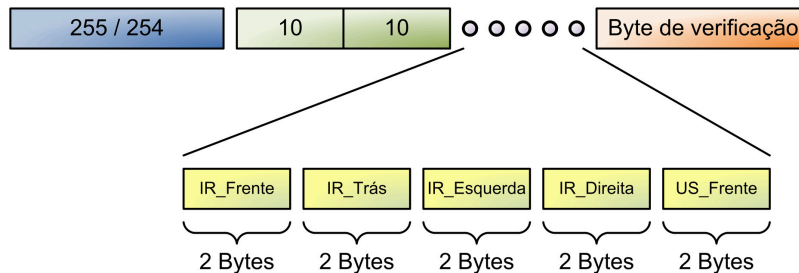 255 / 254 10 10 Byte de verificação
IR_Frente IR_Trás IR_Esquerda IR_Direita US_Frente
2 Bytes 2 Bytes 2 Bytes 2 Bytes 2 Bytes